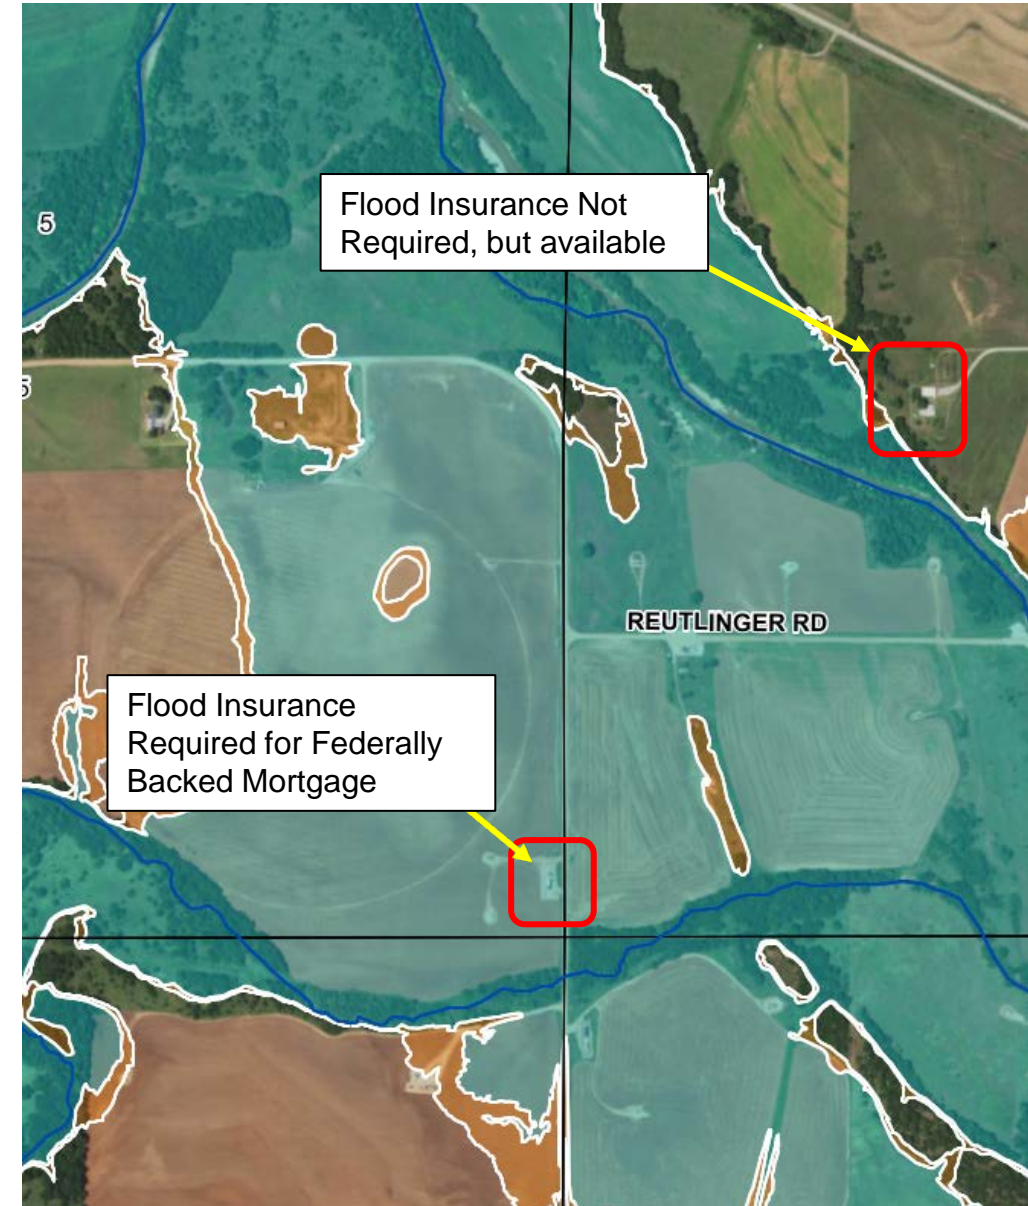 Flood Insurance Not
Required, but available
5
5
REUTLINGER RD
Flood Insurance
Required for Federally
Backed Mortgage